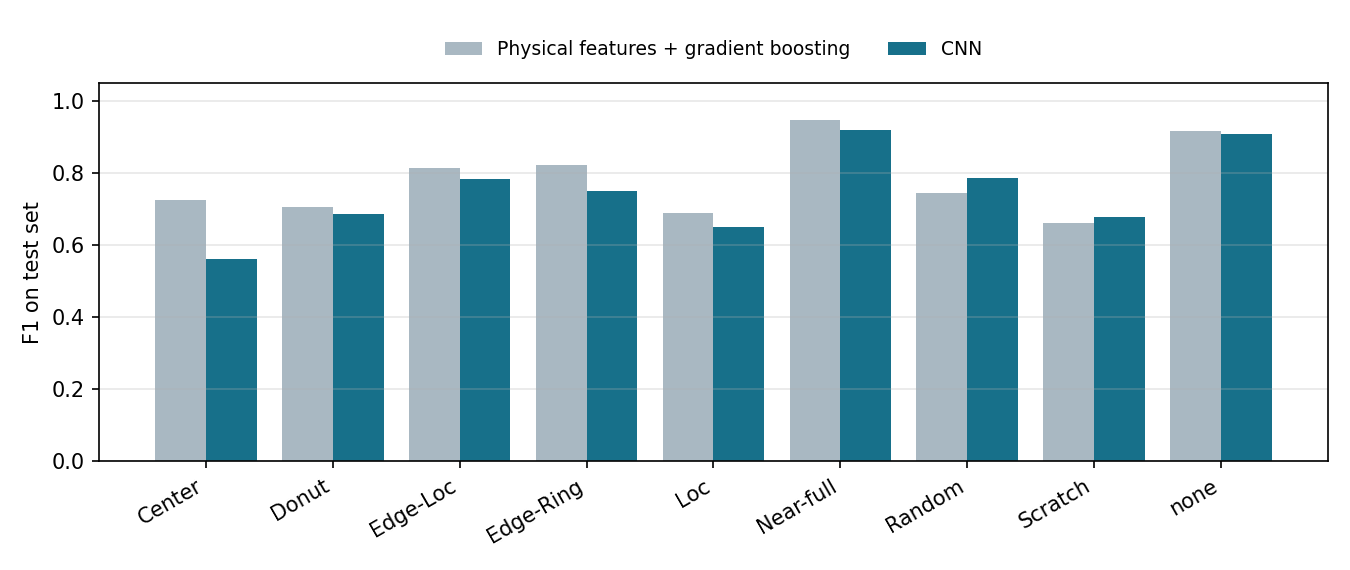 Physical features + gradient boosting
CNN
F1 on test set
1.0
0.8
0.6
0.4
0.2
0.0
Center
Donut
Edge-Loc
Edge-Ring
Loc
Near-full
Random
Scratch
none